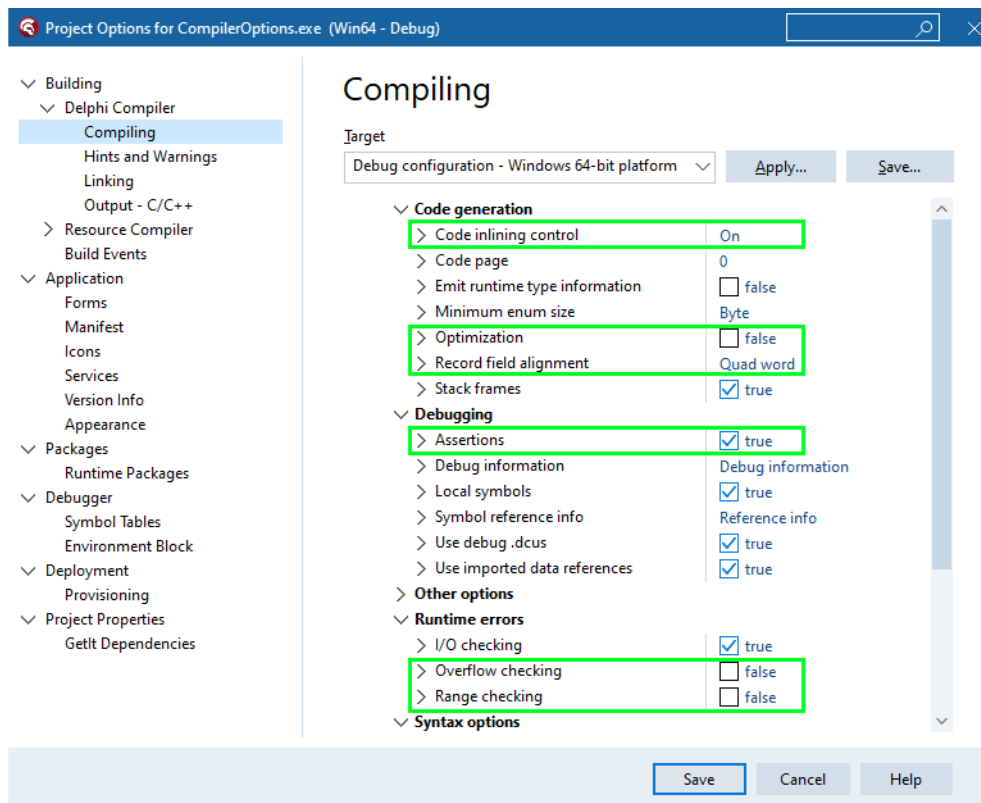 Project Options for CompilerOptions.exe (Win64 - Debug)
Building
Delphi Compiler
Compiling
Hints and Warnings
Linking
Output - C/C++
Resource Compiler
Build Events
Application
Forms
Manifest
Icons
Services
Version Info
Appearance
Packages
Runtime Packages
Debugger
Symbol Tables
Environment Block
Deployment
Provisioning
Project Properties
GetIt Dependencies
Compiling
Target
Debug configuration - Windows 64-bit platform
Apply...
Save...
Code generation
Code inlining control On
Code page 0
Emit runtime type information false
Minimum enum size Byte
Optimization false
Record field alignment Quad word
Stack frames true
Debugging
Assertions true
Debug information Debug information
Local symbols true
Symbol reference info Reference info
Use debug .dcus true
Use imported data references true
Other options
Runtime errors
I/O checking true
Overflow checking false
Range checking false
Syntax options
Save
Cancel
Help